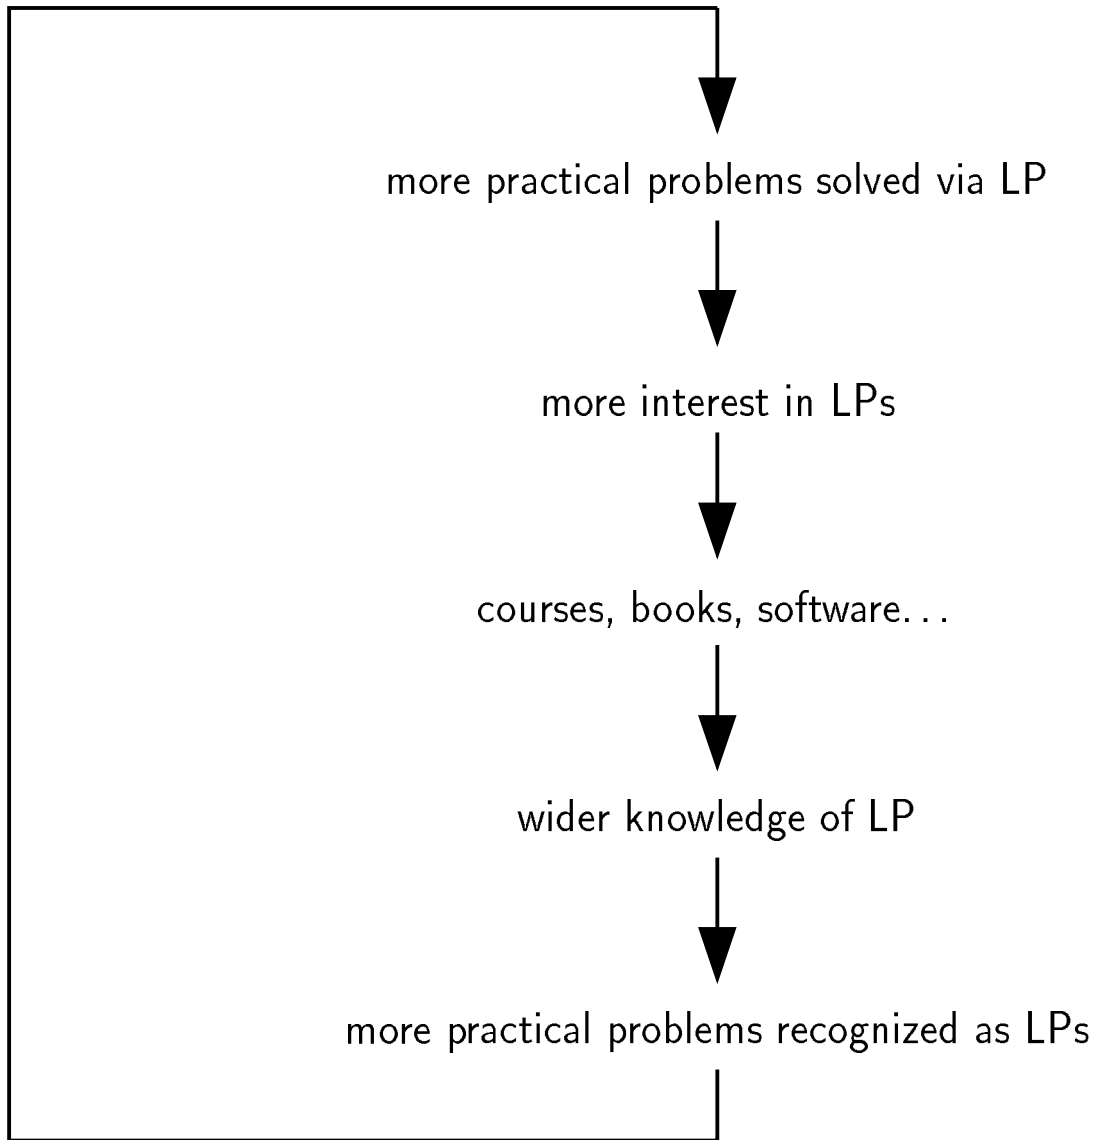 more practical problems solved via LP
more interest in LPs
courses, books, software...
wider knowledge of LP
more practical problems recognized as LPs